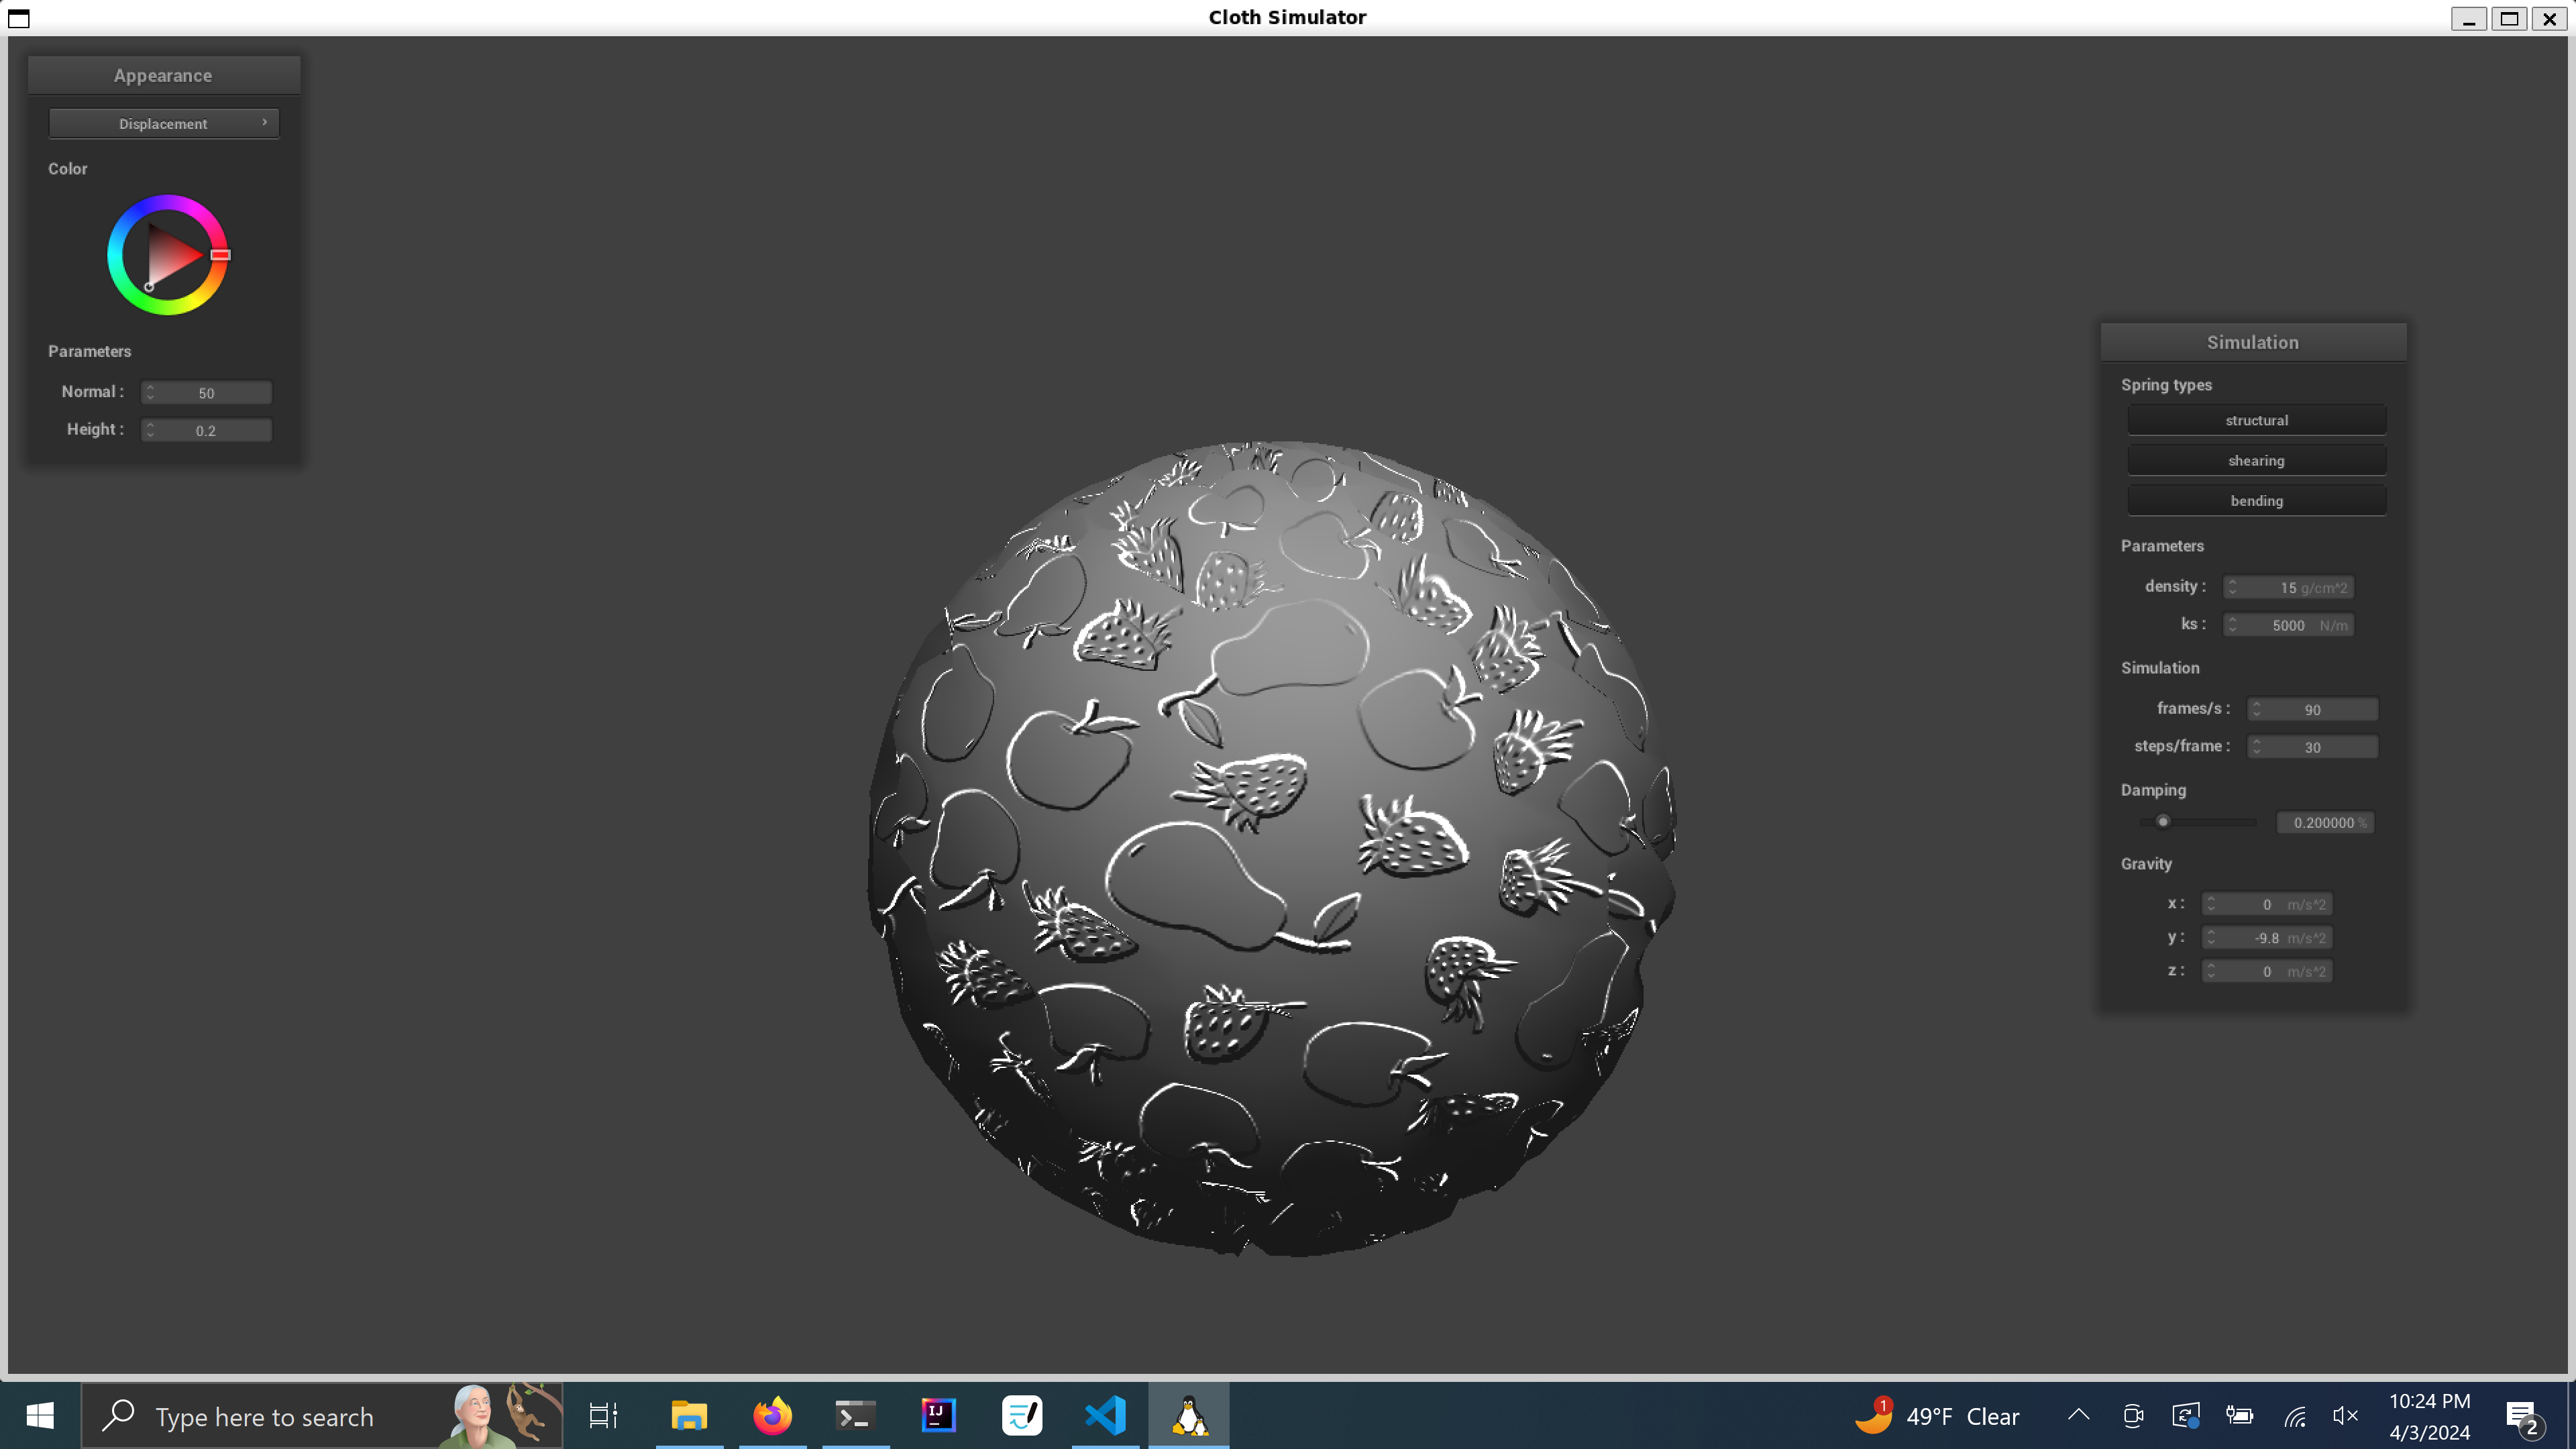 Cloth Simulator
Appearance
Displacement
Color
Parameters
Normal : 50
Height : 0.2
Simulation
Spring types
structural
shearing
bending
Parameters
density : 15 g/cm^2
ks : 5000 N/m
Simulation
frames/s : 90
steps/frame : 30
Damping
0.200000 %
Gravity
x : 0 m/s^2
y : -9.8 m/s^2
z : 0 m/s^2
Type here to search
IJ
1
49°F Clear
10:24 PM
4/3/2024
2